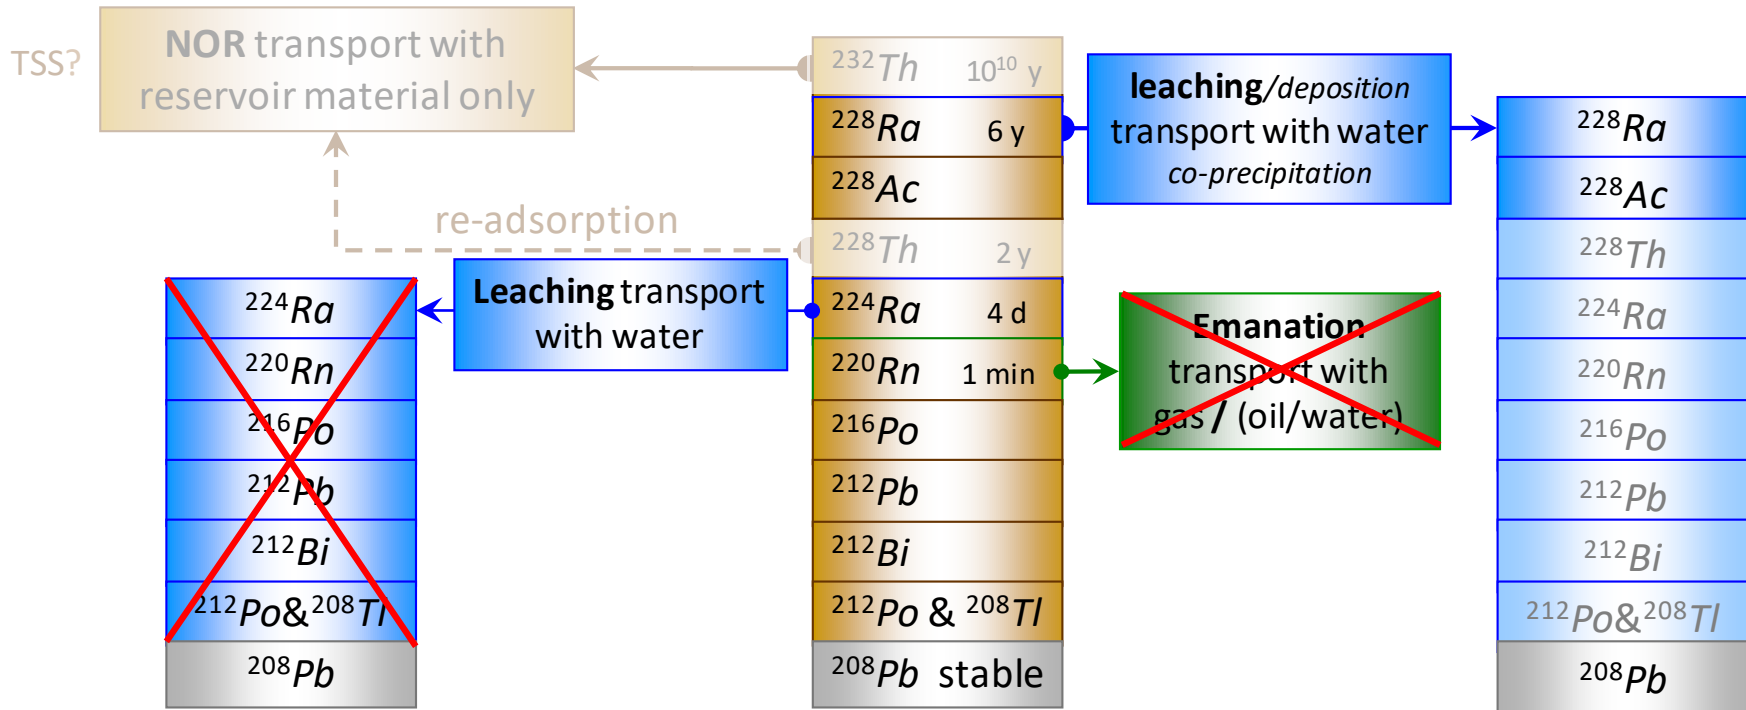 TSS?
NOR transport with
reservoir material only
re-adsorption
²²⁴Ra
²²⁰Rn
²¹⁶Po
²¹²Pb
²¹²Bi
²¹²Po&²⁰⁸Tl
²⁰⁸Pb
Leaching transport
with water
²³²Th 10¹⁰ y
²²⁸Ra 6 y
²²⁸Ac
²²⁸Th 2 y
²²⁴Ra 4 d
²²⁰Rn 1 min
²¹⁶Po
²¹²Pb
²¹²Bi
²¹²Po & ²⁰⁸Tl
²⁰⁸Pb stable
leaching/deposition
transport with water
co-precipitation
Emanation
transport with
gas / (oil/water)
²²⁸Ra
²²⁸Ac
²²⁸Th
²²⁴Ra
²²⁰Rn
²¹⁶Po
²¹²Pb
²¹²Bi
²¹²Po&²⁰⁸Tl
²⁰⁸Pb